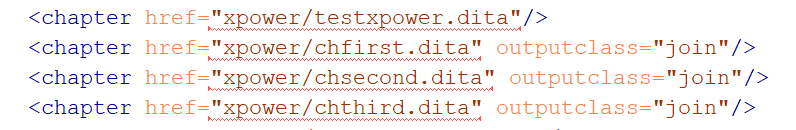 <chapter href="xpower/testxpower.dita"/>
<chapter href="xpower/chfirst.dita" outputclass="join"/>
<chapter href="xpower/chsecond.dita" outputclass="join"/>
<chapter href="xpower/chthird.dita" outputclass="join"/>